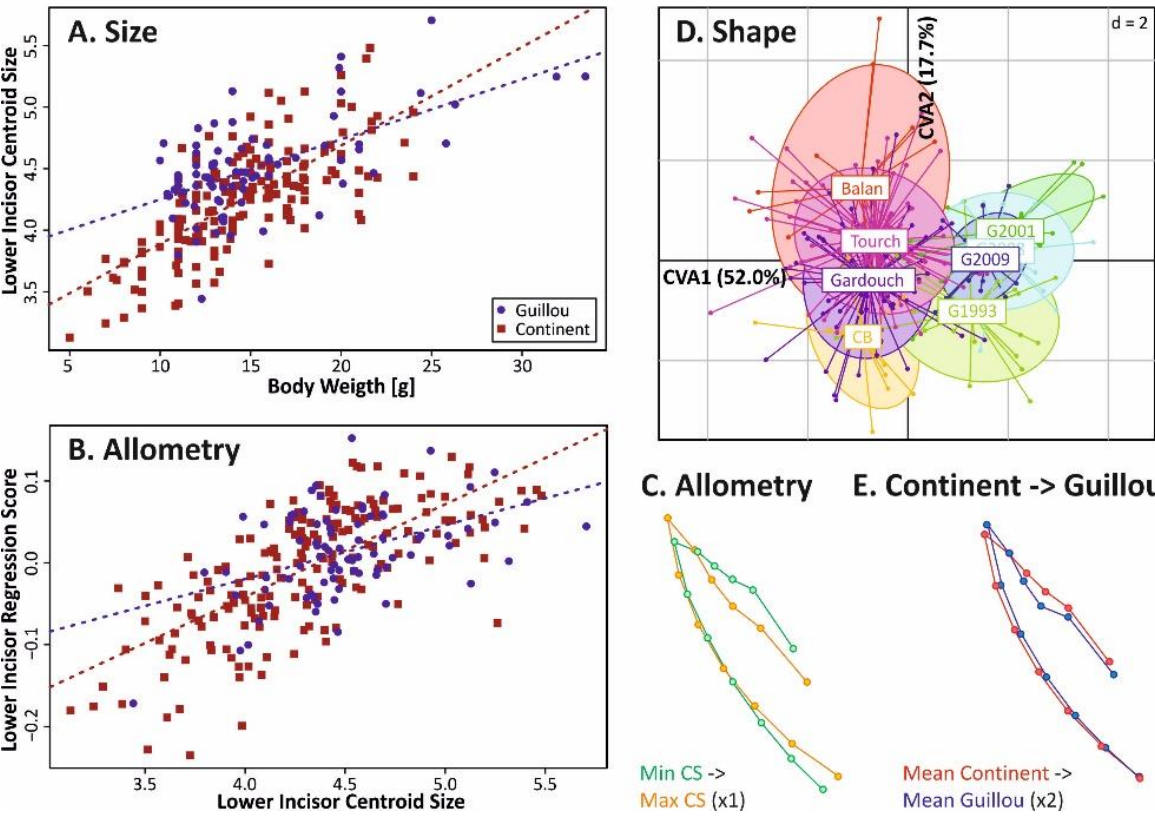 A. Size
Lower Incisor Centroid Size
5.5
5.0
4.5
4.0
3.5
Guillou
Continent
5 10 15 20 25 30
Body Weigth [g]
B. Allometry
Lower Incisor Regression Score
0.1
0.0
−0.1
−0.2
3.5 4.0 4.5 5.0 5.5
Lower Incisor Centroid Size
D. Shape
d = 2
CVA2 (17.7%)
CVA1 (52.0%)
Balan
Tourch
Gardouch
CB
G2001
G2009
G1993
C. Allometry
Min CS ->
Max CS (x1)
E. Continent -> Guillou
Mean Continent ->
Mean Guillou (x2)